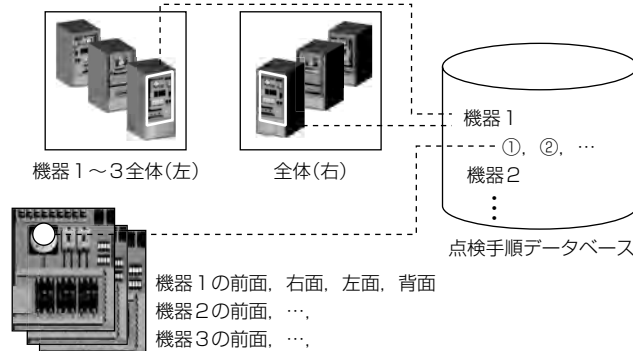 機器1～3全体(左)
全体(右)
機器1
①, ②, …
機器2
⋮
点検手順データベース
機器1の前面, 右面, 左面, 背面
機器2の前面, …,
機器3の前面, …,